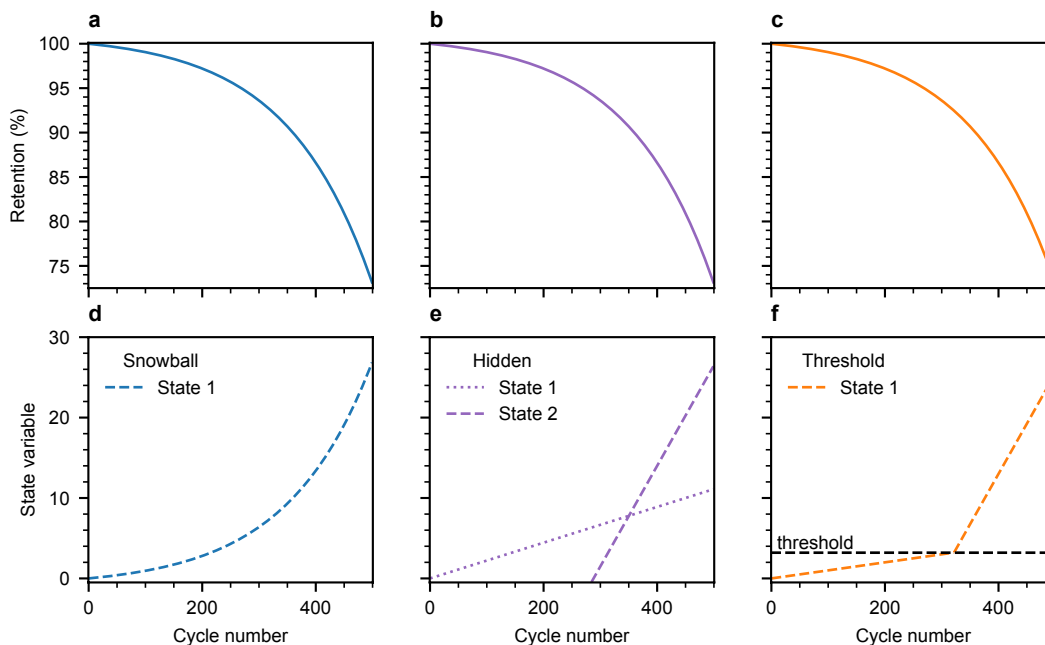 a
b
c
100
95
90
85
80
75
Retention (%)
d
e
f
30
20
10
0
State variable
Snowball
State 1
Hidden
State 1
State 2
Threshold
State 1
threshold
0 200 400
0 200 400
0 200 400
Cycle number
Cycle number
Cycle number